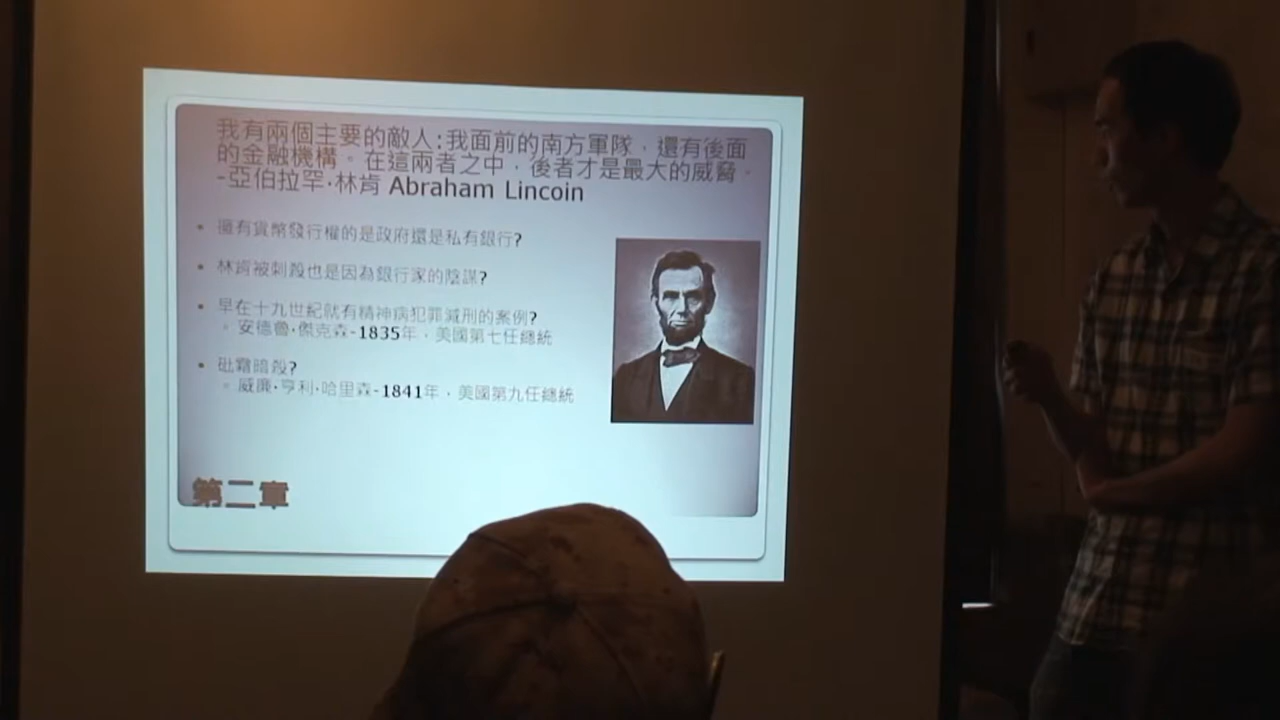 我有兩個主要的敵人:我面前的南方軍隊，還有後面
的金融機構。在這兩者之中，後者才是最大的威脅。
-亞伯拉罕·林肯 Abraham Lincoin
• 擁有貨幣發行權的是政府還是私有銀行?
• 林肯被刺殺也是因為銀行家的陰謀?
• 早在十九世紀就有精神病犯罪減刑的案例?
◦ 安德魯·傑克森-1835年，美國第七任總統
• 砒霜暗殺?
◦ 威廉·亨利·哈里森-1841年，美國第九任總統
第二章